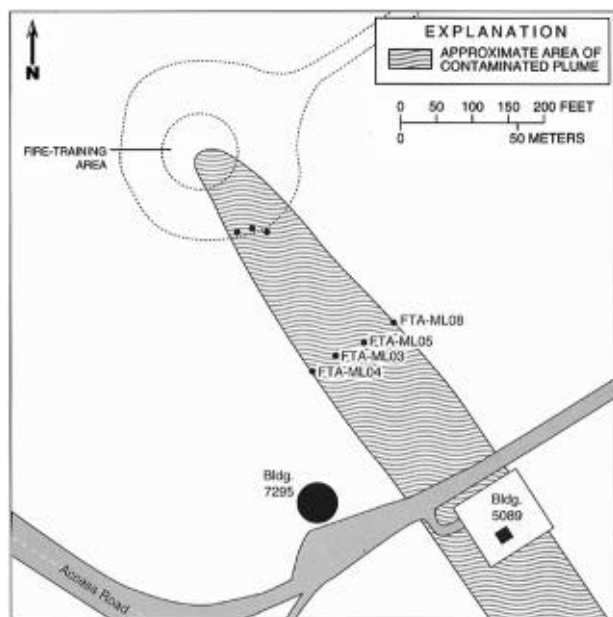 N
EXPLANATION
APPROXIMATE AREA OF
CONTAMINATED PLUME
0 50 100 150 200 FEET
0 50 METERS
FIRE-TRAINING
AREA
FTA-ML08
FTA-ML05
FTA-ML03
FTA-ML04
Bldg.
7295
Bldg.
5089
Access Road